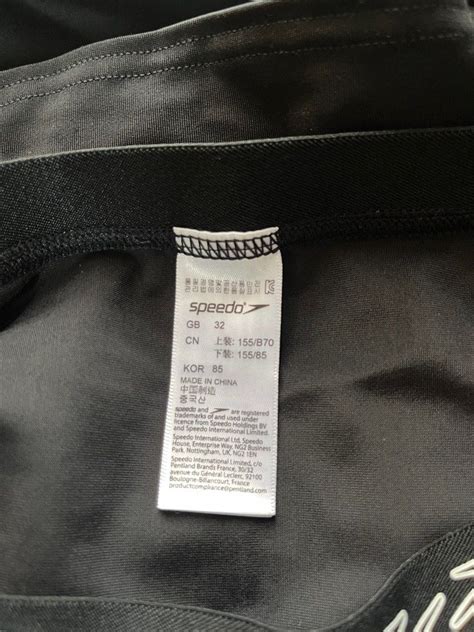 speedo
GB 32
CN 上装: 155/B70
下装: 155/85
KOR 85
MADE IN CHINA
中国制造
중국산
speedo and are registered
trademarks of and used under
licence from Speedo Holdings BV
and Speedo International Limited.
Speedo International Ltd, Speedo
House, Enterprise Way, NG2 Business
Park, Nottingham, UK, NG2 1EN
Speedo International Limited, c/o
Pentland Brands France, 30/32
avenue du Général Leclerc, 92100
Boulogne-Billancourt, France
productcompliance@pentland.com